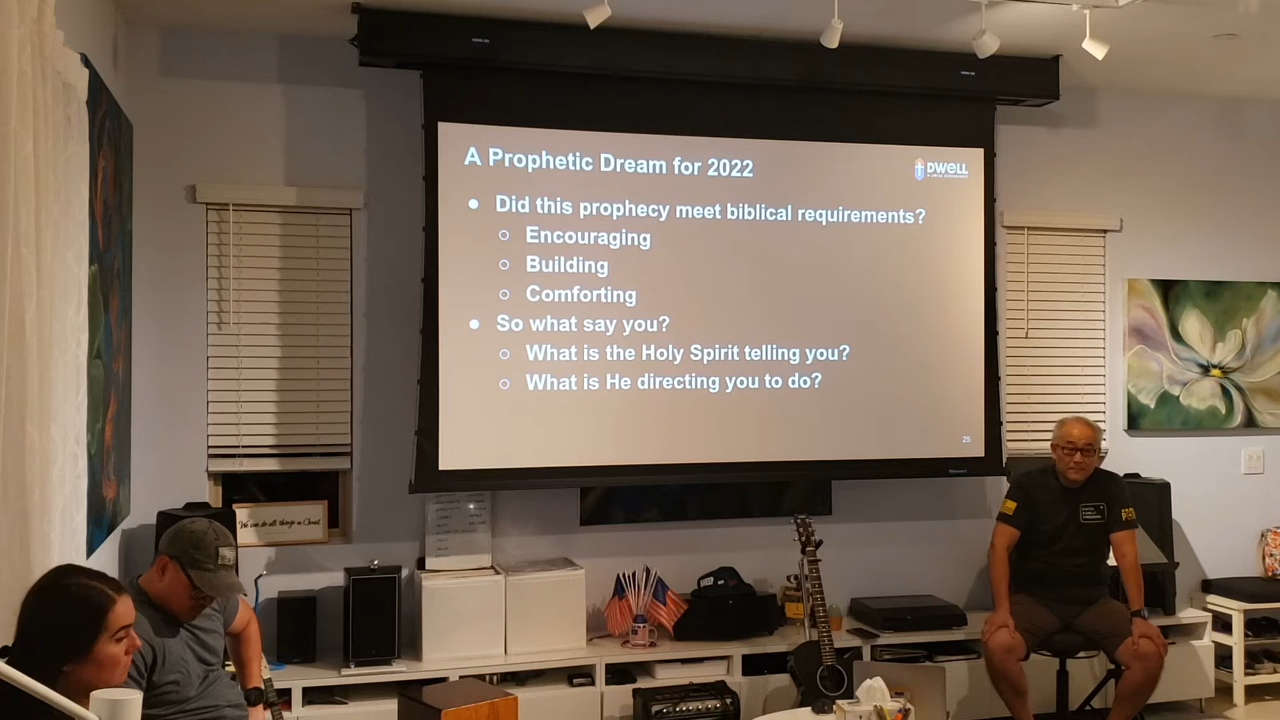 A Prophetic Dream for 2022
DWELL
● Did this prophecy meet biblical requirements?
○ Encouraging
○ Building
○ Comforting
● So what say you?
○ What is the Holy Spirit telling you?
○ What is He directing you to do?
25
We can do all things in Christ